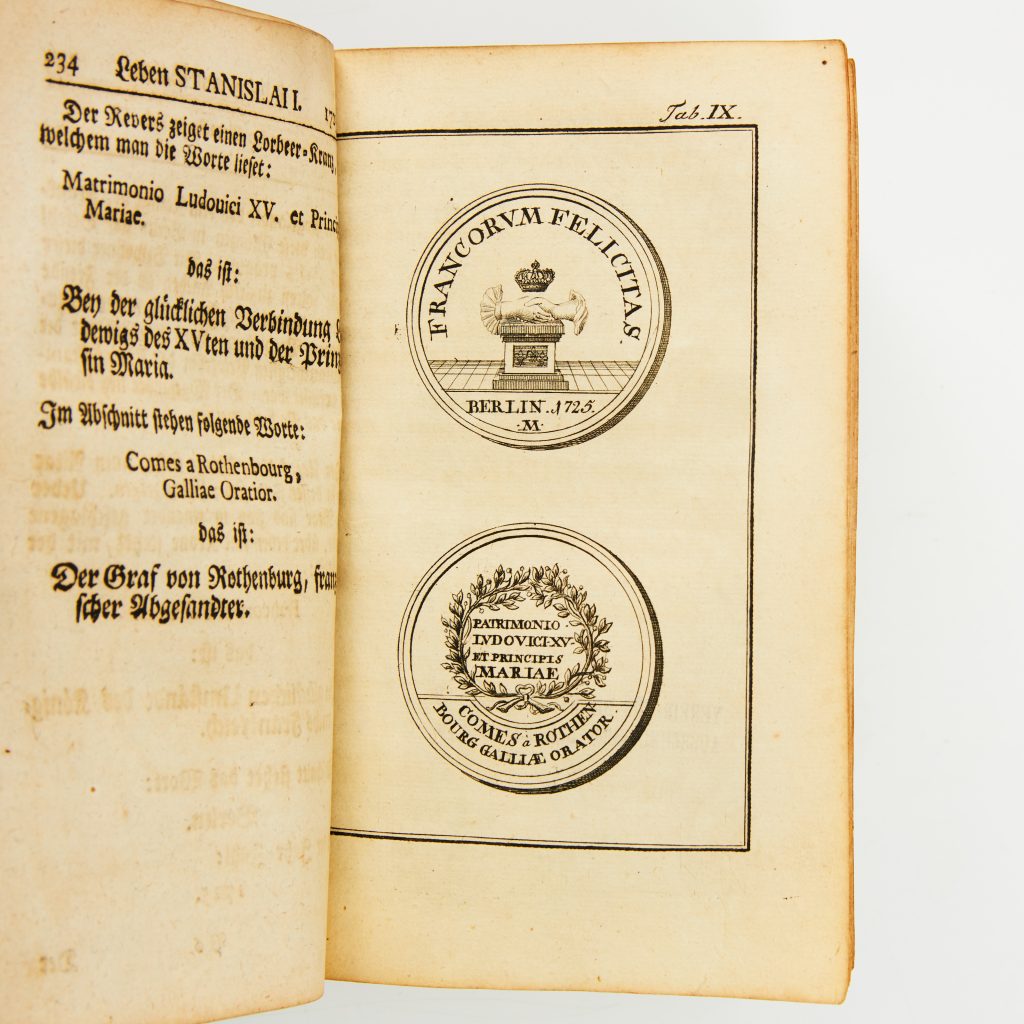 234 Leben STANISLAI I. 17
Der Revers zeiget einen Lorbeer-Kranz,
welchem man die Worte lieset:
Matrimonio Ludouici XV. et Princi
Mariae.
das ist:
Bey der glücklichen Verbindung
dewigs des XVten und der Prin
sin Maria.
Im Abschnitt stehen folgende Worte:
Comes a Rothenbourg,
Galliae Oratior.
das ist:
Der Graf von Rothenburg, fran
scher Abgesandter.
Tab. IX.
FRANCORVM FELICITAS.
BERLIN. 1725.
·M·
PATRIMONIO
IVDOVICI·XV·
ET PRINCIPIS
MARIAE
COMES à ROTHEN-
BOURG GALLIÆ ORATOR.